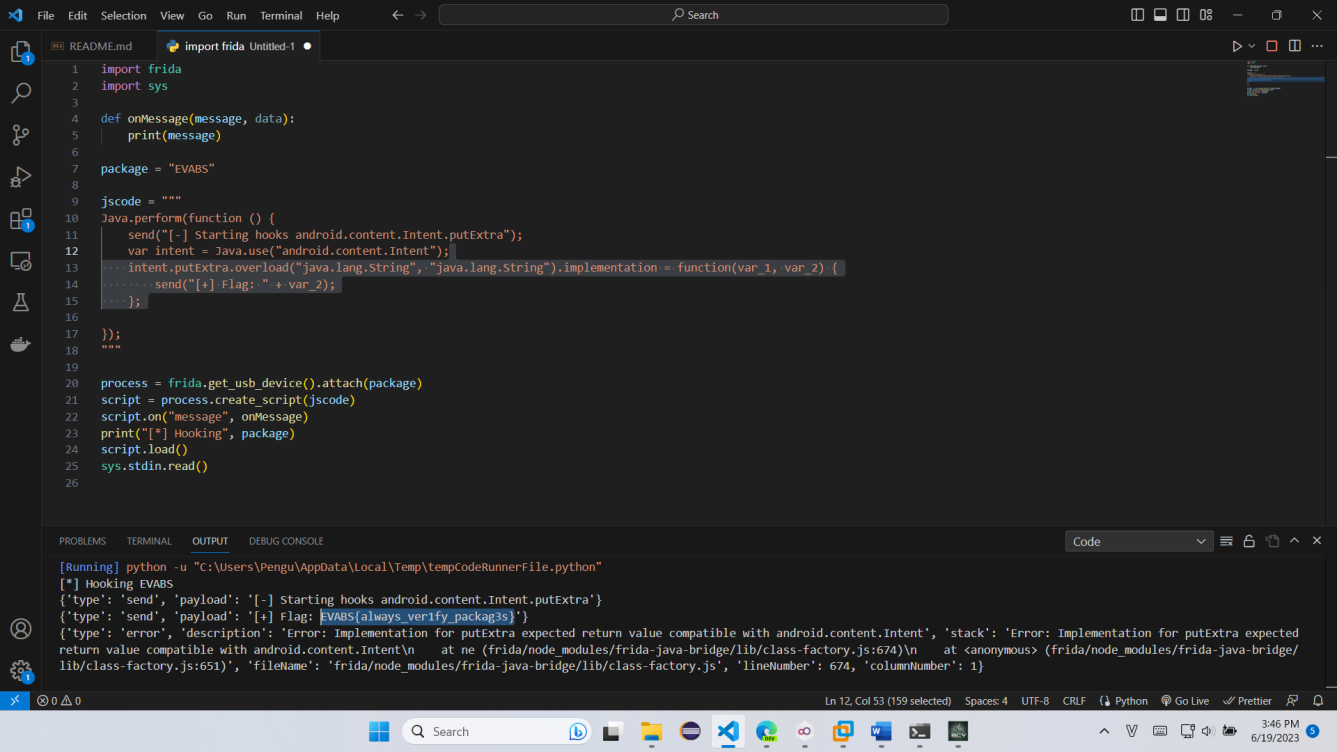 File Edit Selection View Go Run Terminal Help
Search
README.md
import frida Untitled-1
1 import frida
2 import sys
3
4 def onMessage(message, data):
5 print(message)
6
7 package = "EVABS"
8
9 jscode = """
10 Java.perform(function () {
11 send("[-] Starting hooks android.content.Intent.putExtra");
12 var intent = Java.use("android.content.Intent");
13 intent.putExtra.overload("java.lang.String", "java.lang.String").implementation = function(var_1, var_2) {
14 send("[+] Flag: " + var_2);
15 };
16
17 });
18 """
19
20 process = frida.get_usb_device().attach(package)
21 script = process.create_script(jscode)
22 script.on("message", onMessage)
23 print("[*] Hooking", package)
24 script.load()
25 sys.stdin.read()
26
PROBLEMS TERMINAL OUTPUT DEBUG CONSOLE
Code
[Running] python -u "C:\Users\Pengu\AppData\Local\Temp\tempCodeRunnerFile.python"
[*] Hooking EVABS
{'type': 'send', 'payload': '[-] Starting hooks android.content.Intent.putExtra'}
{'type': 'send', 'payload': '[+] Flag: EVABS{always_ver1fy_packag3s}'}
{'type': 'error', 'description': 'Error: Implementation for putExtra expected return value compatible with android.content.Intent', 'stack': 'Error: Implementation for putExtra expected
return value compatible with android.content.Intent\n    at ne (frida/node_modules/frida-java-bridge/lib/class-factory.js:674)\n    at <anonymous> (frida/node_modules/frida-java-bridge/
lib/class-factory.js:651)', 'fileName': 'frida/node_modules/frida-java-bridge/lib/class-factory.js', 'lineNumber': 674, 'columnNumber': 1}
0 0
Ln 12, Col 53 (159 selected) Spaces: 4 UTF-8 CRLF Python Go Live Prettier
Search
3:46 PM
6/19/2023
5